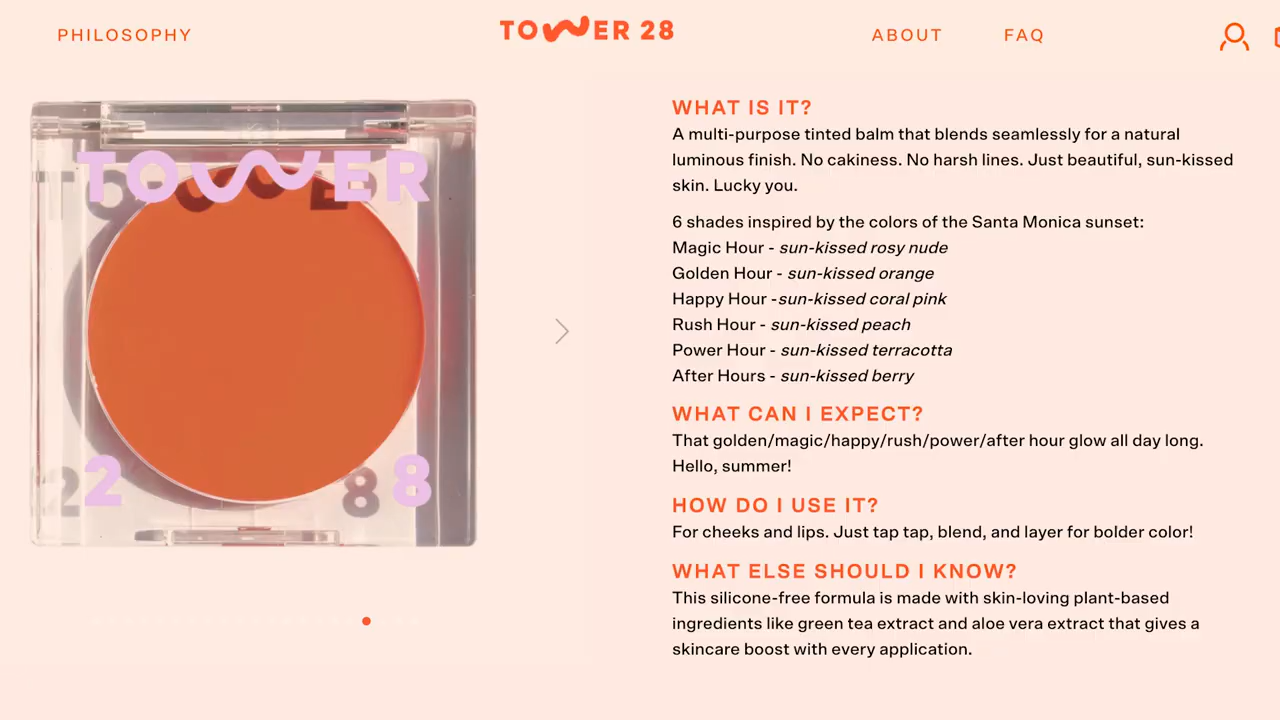 PHILOSOPHY
TOWER 28
ABOUT
FAQ
TOWER
28
WHAT IS IT?
A multi-purpose tinted balm that blends seamlessly for a natural
luminous finish. No cakiness. No harsh lines. Just beautiful, sun-kissed
skin. Lucky you.
6 shades inspired by the colors of the Santa Monica sunset:
Magic Hour - sun-kissed rosy nude
Golden Hour - sun-kissed orange
Happy Hour -sun-kissed coral pink
Rush Hour - sun-kissed peach
Power Hour - sun-kissed terracotta
After Hours - sun-kissed berry
WHAT CAN I EXPECT?
That golden/magic/happy/rush/power/after hour glow all day long.
Hello, summer!
HOW DO I USE IT?
For cheeks and lips. Just tap tap, blend, and layer for bolder color!
WHAT ELSE SHOULD I KNOW?
This silicone-free formula is made with skin-loving plant-based
ingredients like green tea extract and aloe vera extract that gives a
skincare boost with every application.